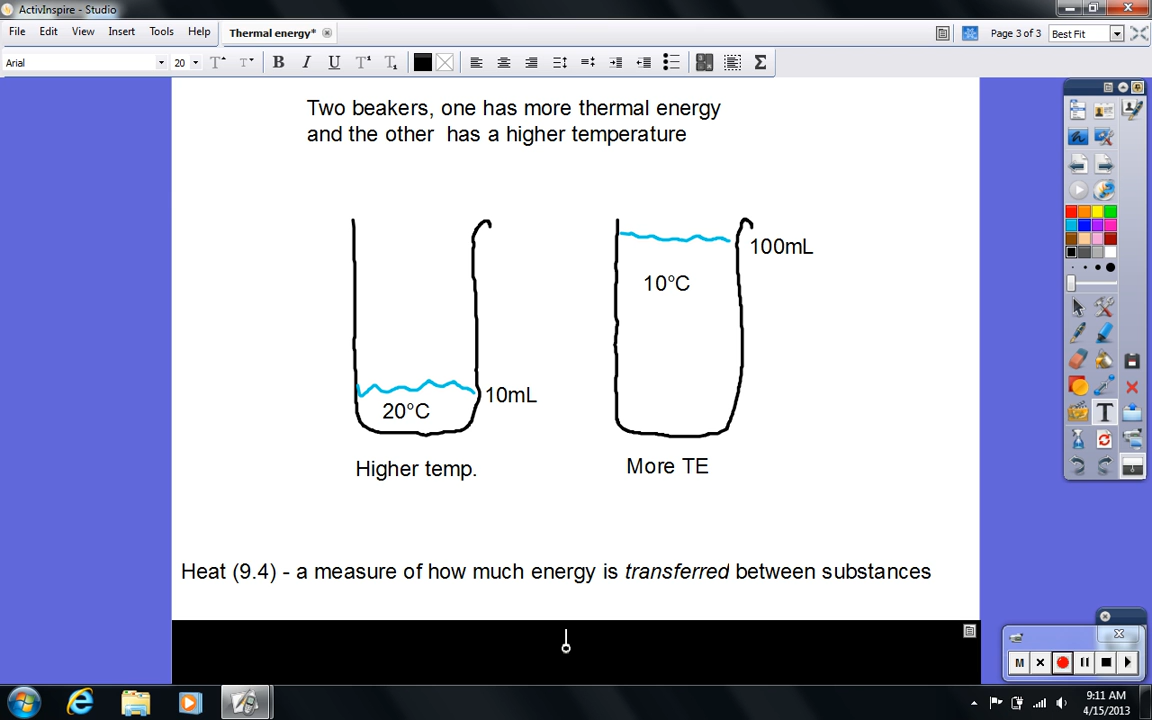 ActivInspire - Studio
File Edit View Insert Tools Help Thermal energy* Page 3 of 3 Best Fit
Arial 20 B I U T T Σ
Two beakers, one has more thermal energy
and the other has a higher temperature
100mL
10°C
10mL
20°C
Higher temp.
More TE
Heat (9.4) - a measure of how much energy is transferred between substances
M
9:11 AM
4/15/2013